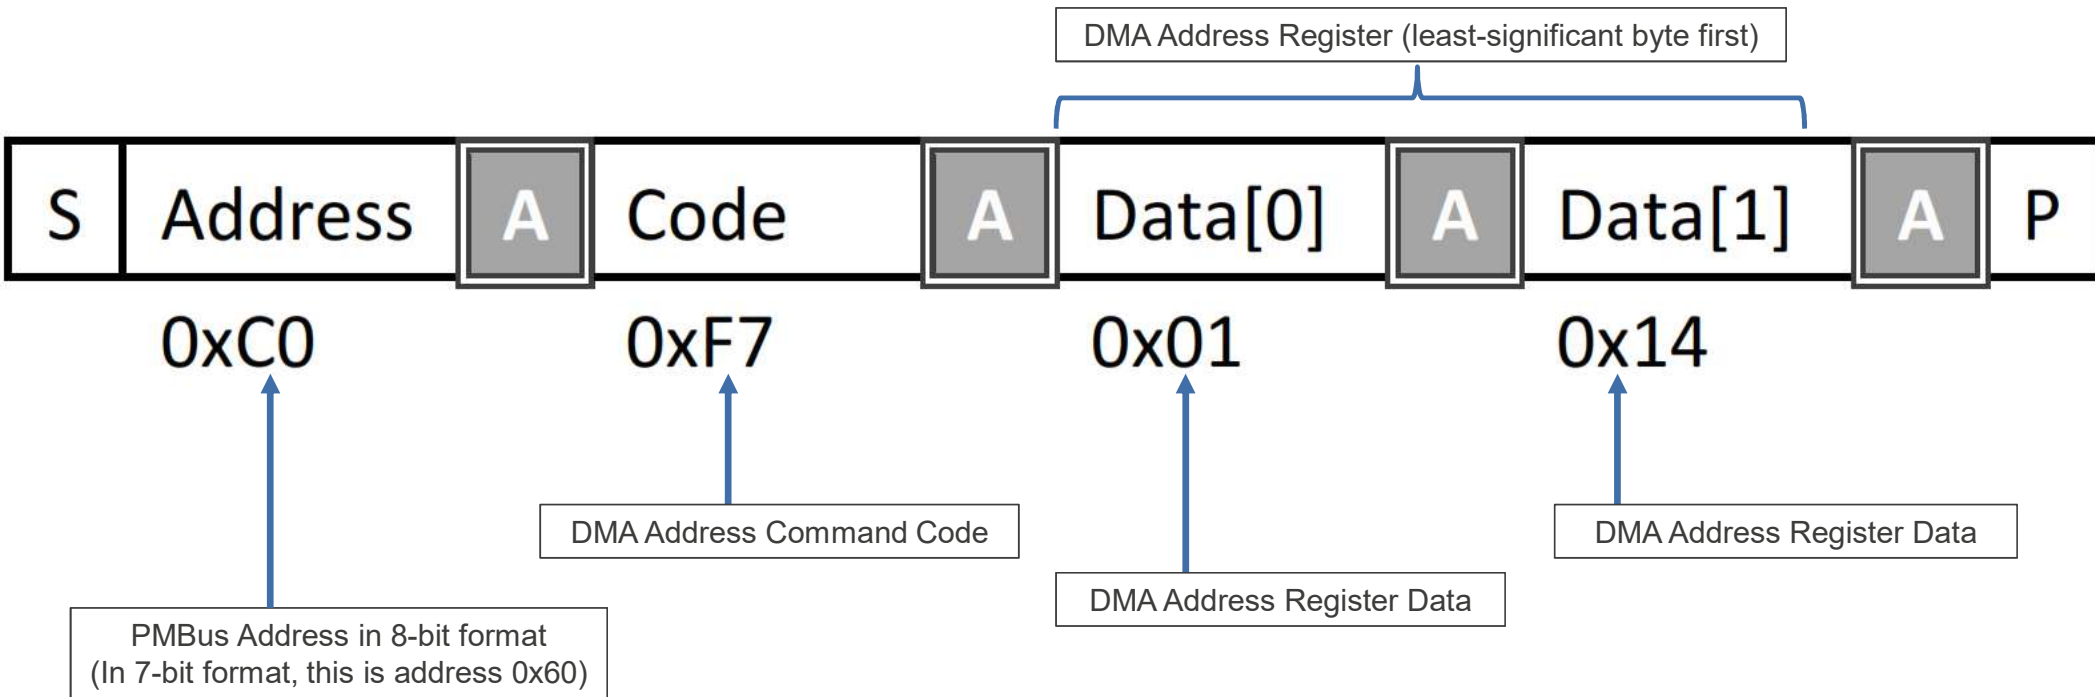 DMA Address Register (least-significant byte first)
S Address A Code A Data[0] A Data[1] A P
0xC0 0xF7 0x01 0x14
DMA Address Command Code
DMA Address Register Data
DMA Address Register Data
PMBus Address in 8-bit format
(In 7-bit format, this is address 0x60)